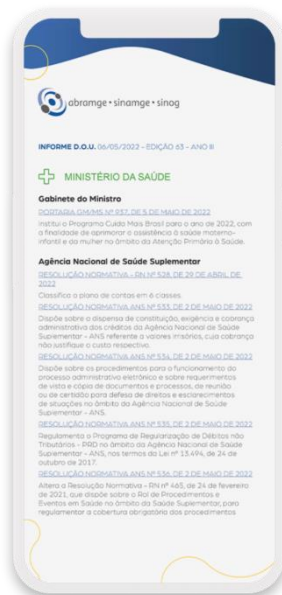 abramge • sinamge • sinog
INFORME D.O.U. 06/05/2022 - EDIÇÃO 63 - ANO III
MINISTÉRIO DA SAÚDE
Gabinete do Ministro
PORTARIA GM/MS Nº 937, DE 5 DE MAIO DE 2022
Institui o Programa Cuida Mais Brasil para o ano de 2022, com
a finalidade de aprimorar a assistência à saúde materno-
infantil e da mulher no âmbito da Atenção Primária à Saúde.
Agência Nacional de Saúde Suplementar
RESOLUÇÃO NORMATIVA - RN Nº 528, DE 29 DE ABRIL DE
2022
Classifica o plano de contas em 6 classes.
RESOLUÇÃO NORMATIVA ANS Nº 533, DE 2 DE MAIO DE 2022
Dispõe sobre a dispensa de constituição, exigência e cobrança
administrativa dos créditos da Agência Nacional de Saúde
Suplementar - ANS referente a valores irrisórios, cuja cobrança
não justifique o custo respectivo.
RESOLUÇÃO NORMATIVA ANS Nº 534, DE 2 DE MAIO DE 2022
Dispõe sobre os procedimentos para o funcionamento do
processo administrativo eletrônico e sobre requerimentos
de vista e cópia de documentos e processos, de reunião
ou de certidão para defesa de direitos e esclarecimentos
de situações no âmbito da Agência Nacional de Saúde
Suplementar - ANS.
RESOLUÇÃO NORMATIVA ANS Nº 535, DE 2 DE MAIO DE 2022
Regulamenta o Programa de Regularização de Débitos não
Tributários - PRD no âmbito da Agência Nacional de Saúde
Suplementar - ANS, nos termos da Lei nº 13.494, de 24 de
outubro de 2017.
RESOLUÇÃO NORMATIVA ANS Nº 536, DE 2 DE MAIO DE 2022
Altera a Resolução Normativa - RN nº 465, de 24 de fevereiro
de 2021, que dispõe sobre o Rol de Procedimentos e
Eventos em Saúde no âmbito da Saúde Suplementar, para
regulamentar a cobertura obrigatória dos procedimentos